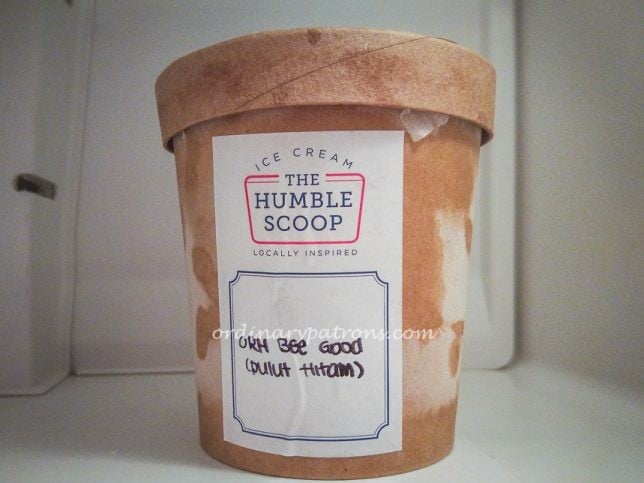 ICE CREAM
THE
HUMBLE
SCOOP
LOCALLY INSPIRED
ordinarypatrons.com
ORH BEE GOOD
(PULUT HITAM)